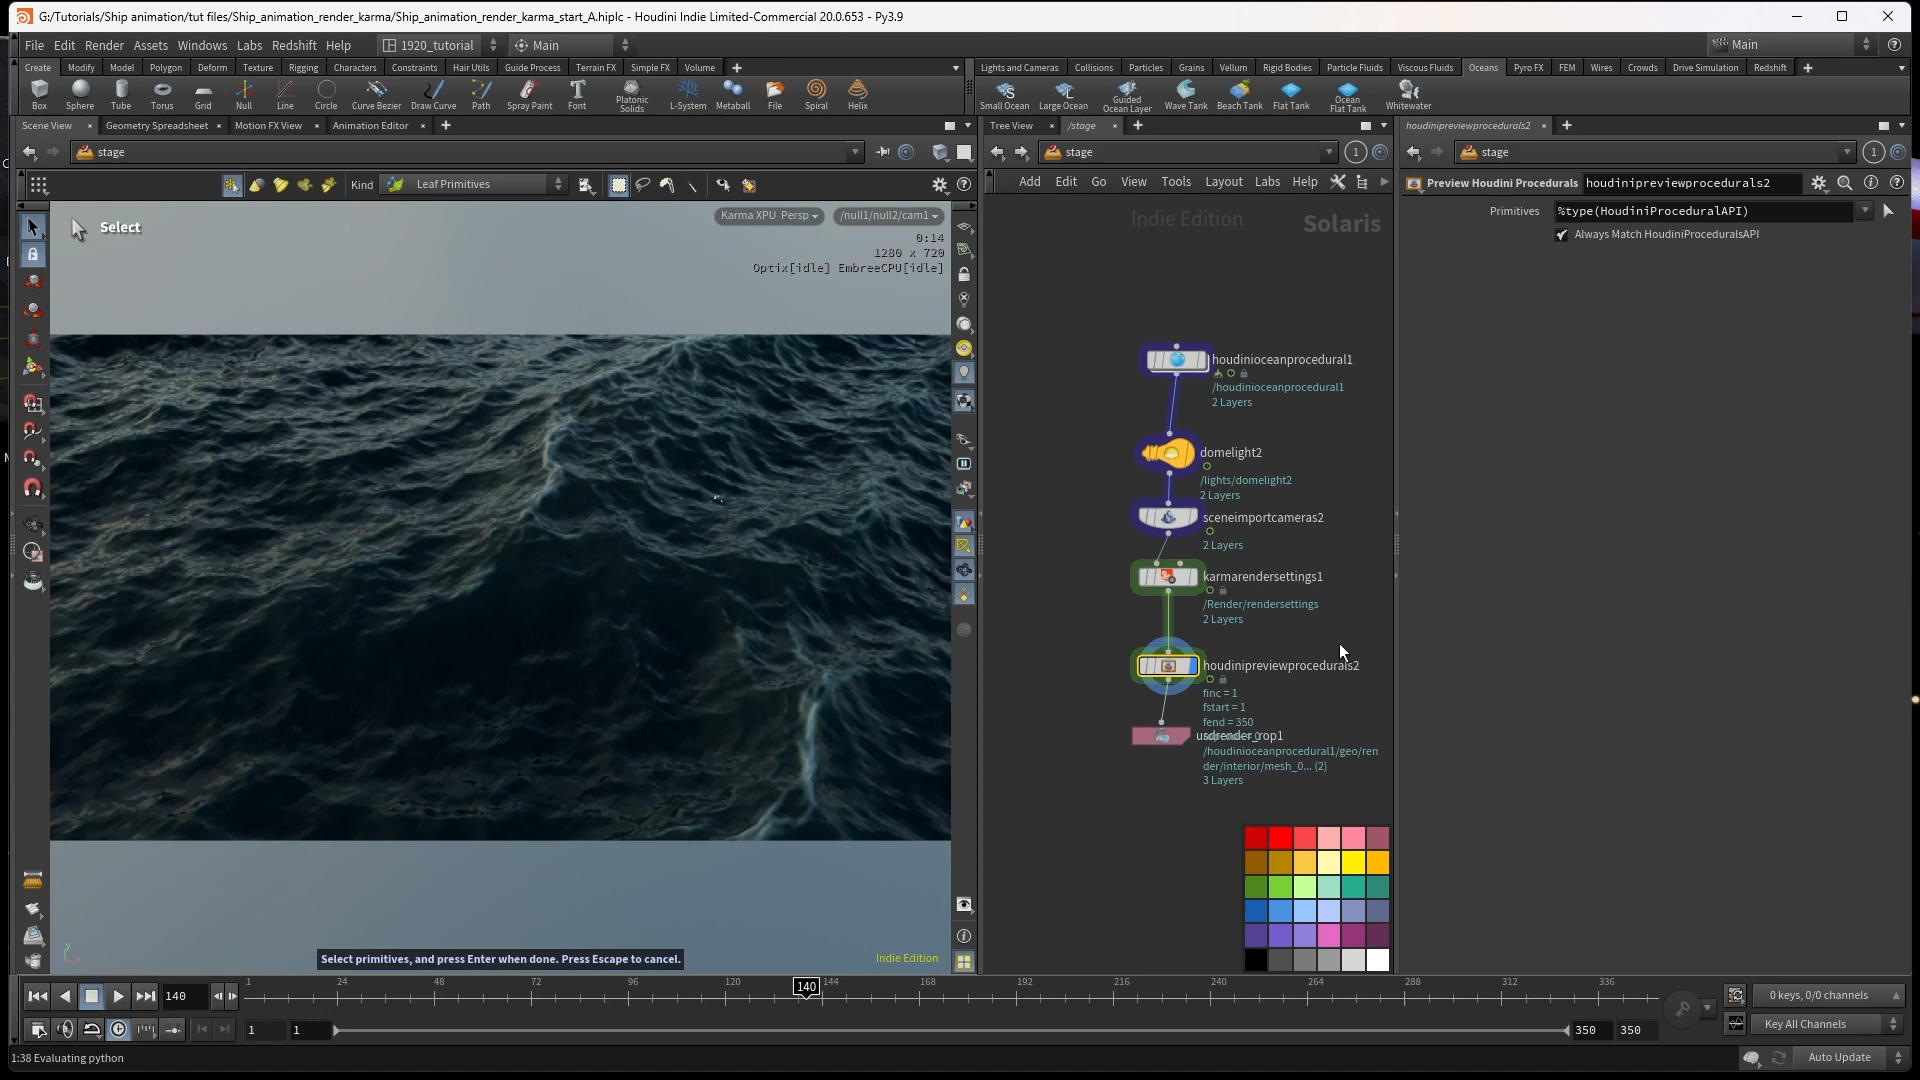 G:/Tutorials/Ship animation/tut files/Ship_animation_render_karma/Ship_animation_render_karma_start_A.hiplc - Houdini Indie Limited-Commercial 20.0.653 - Py3.9
File Edit Render Assets Windows Labs Redshift Help 1920_tutorial Main Main
Create Modify Model Polygon Deform Texture Rigging Characters Constraints Hair Utils Guide Process Terrain FX Simple FX Volume
Lights and Cameras Collisions Particles Grains Vellum Rigid Bodies Particle Fluids Viscous Fluids Oceans Pyro FX FEM Wires Crowds Drive Simulation Redshift
Box Sphere Tube Torus Grid Null Line Circle Curve Bezier Draw Curve Path Spray Paint Font Platonic Solids L-System Metaball File Spiral Helix
Small Ocean Large Ocean Guided Ocean Layer Wave Tank Beach Tank Flat Tank Ocean Flat Tank Whitewater
Scene View Geometry Spreadsheet Motion FX View Animation Editor
Tree View /stage
houdinipreviewprocedurals2
stage
stage 1
stage 1
Kind Leaf Primitives
Add Edit Go View Tools Layout Labs Help
Preview Houdini Procedurals houdinipreviewprocedurals2
Primitives %type(HoudiniProceduralAPI)
Always Match HoudiniProceduralsAPI
Select
Karma XPU Persp /null1/null2/cam1
0:14
1280 x 720
Optix[idle] EmbreeCPU[idle]
Indie Edition Solaris
houdinioceanprocedural1
/houdinioceanprocedural1
2 Layers
domelight2
/lights/domelight2
2 Layers
sceneimportcameras2
2 Layers
karmarendersettings1
/Render/rendersettings
2 Layers
houdinipreviewprocedurals2
finc = 1
fstart = 1
fend = 350
usdrender_rop1
/houdinioceanprocedural1/geo/ren
der/interior/mesh_0... (2)
3 Layers
y
Select primitives, and press Enter when done. Press Escape to cancel.
Indie Edition
140
1 24 48 72 96 120 140 144 168 192 216 240 264 288 312 336
0 keys, 0/0 channels
1 1 350 350
Key All Channels
1:38 Evaluating python
Auto Update